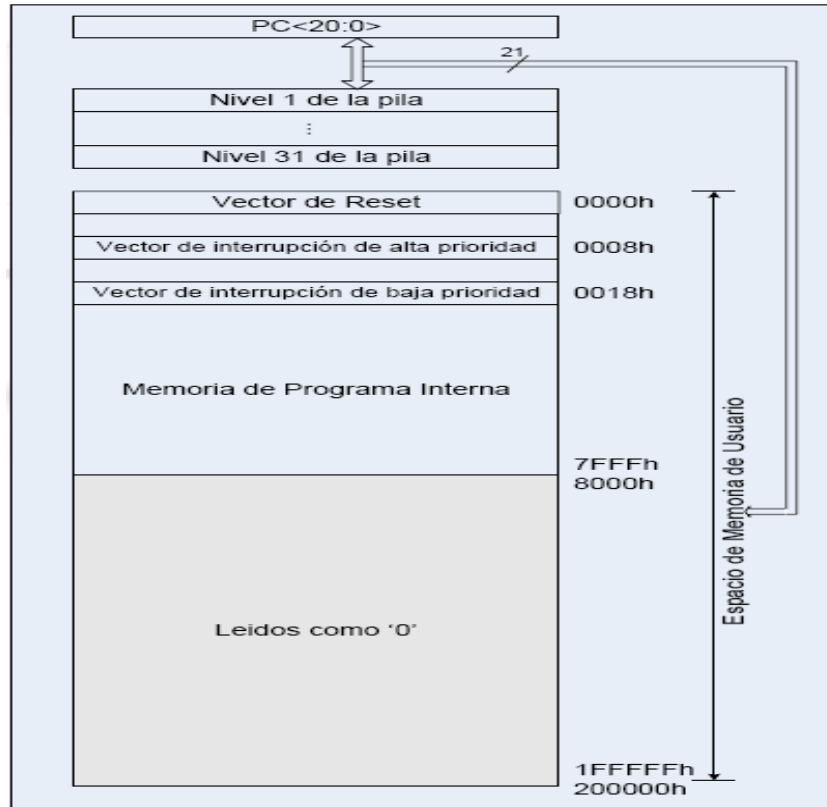 PC<20:0>
21
Nivel 1 de la pila
⋮
Nivel 31 de la pila
Vector de Reset
0000h
Vector de interrupción de alta prioridad
0008h
Vector de interrupción de baja prioridad
0018h
Memoria de Programa Interna
7FFFh
8000h
Espacio de Memoria de Usuario
Leidos como ‘0’
1FFFFFh
200000h